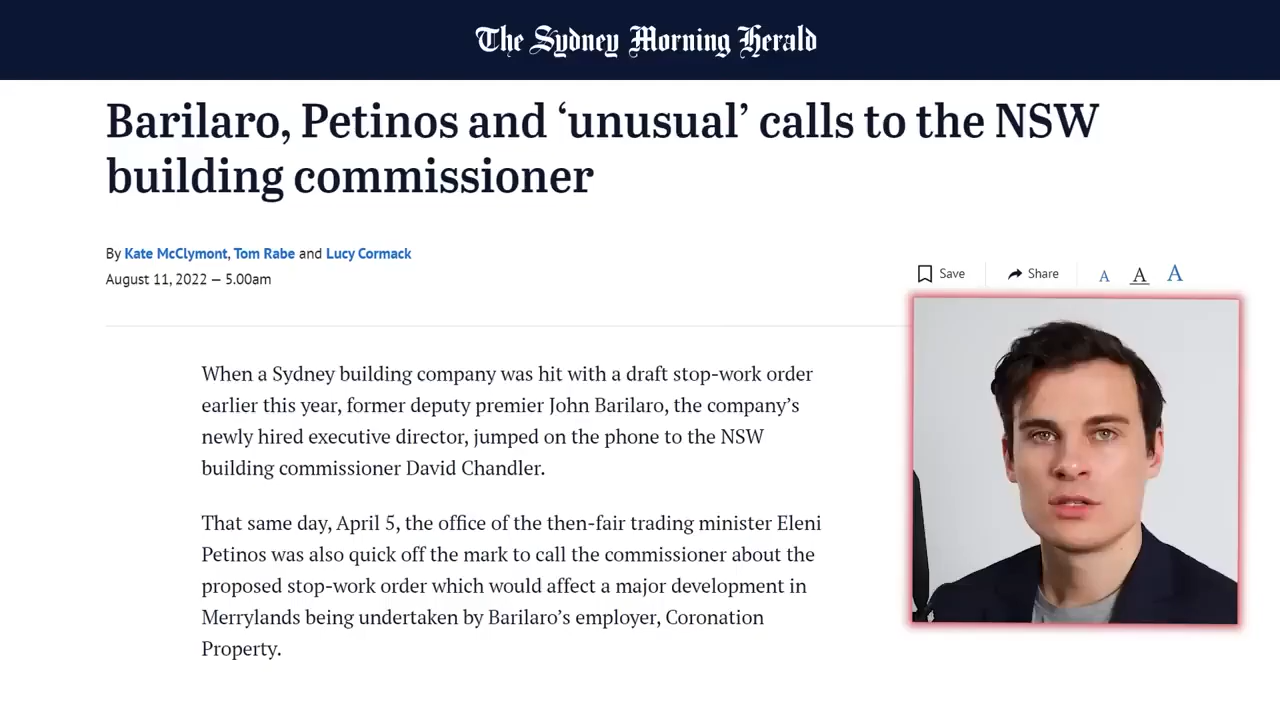 The Sydney Morning Herald
Barilaro, Petinos and ‘unusual’ calls to the NSW
building commissioner
By Kate McClymont, Tom Rabe and Lucy Cormack
August 11, 2022 — 5.00am
Save Share A A A
When a Sydney building company was hit with a draft stop-work order
earlier this year, former deputy premier John Barilaro, the company’s
newly hired executive director, jumped on the phone to the NSW
building commissioner David Chandler.
That same day, April 5, the office of the then-fair trading minister Eleni
Petinos was also quick off the mark to call the commissioner about the
proposed stop-work order which would affect a major development in
Merrylands being undertaken by Barilaro’s employer, Coronation
Property.